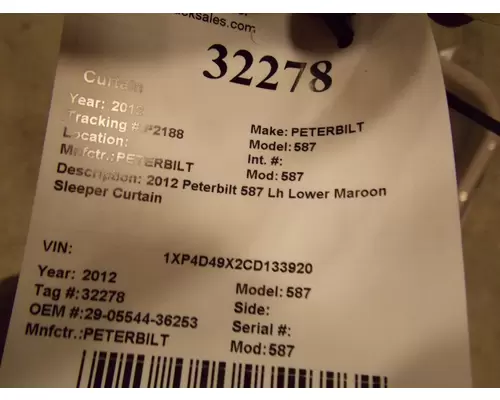 cksales.com
32278
Curtain
Year: 2012
Tracking #:P2188
Location:
Mnfctr.:PETERBILT
Make: PETERBILT
Model: 587
Int. #:
Mod: 587
Description: 2012 Peterbilt 587 Lh Lower Maroon
Sleeper Curtain
VIN: 1XP4D49X2CD133920
Year: 2012
Tag #:32278
OEM #:29-05544-36253
Mnfctr.:PETERBILT
Model: 587
Side:
Serial #:
Mod: 587